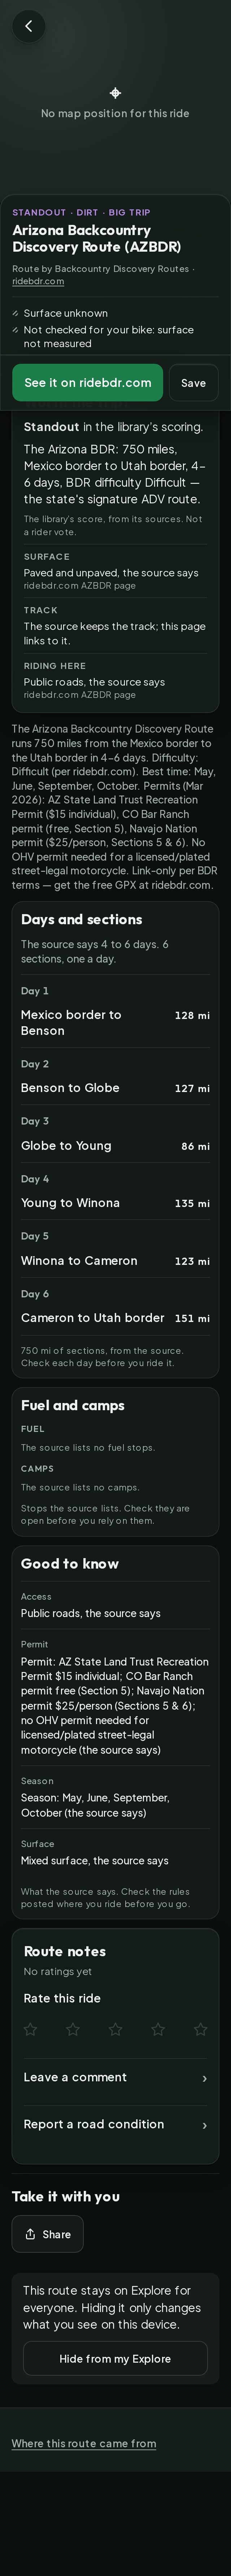 No map position for this ride
STANDOUT · DIRT · BIG TRIP
Arizona Backcountry
Discovery Route (AZBDR)
Route by Backcountry Discovery Routes ·
ridebdr.com
Surface unknown
Not checked for your bike: surface
not measured
See it on ridebdr.com
Save
Standout in the library's scoring.
The Arizona BDR: 750 miles,
Mexico border to Utah border, 4–
6 days, BDR difficulty Difficult —
the state's signature ADV route.
The library's score, from its sources. Not
a rider vote.
SURFACE
Paved and unpaved, the source says
ridebdr.com AZBDR page
TRACK
The source keeps the track; this page
links to it.
RIDING HERE
Public roads, the source says
ridebdr.com AZBDR page
The Arizona Backcountry Discovery Route
runs 750 miles from the Mexico border to
the Utah border in 4-6 days. Difficulty:
Difficult (per ridebdr.com). Best time: May,
June, September, October. Permits (Mar
2026): AZ State Land Trust Recreation
Permit ($15 individual), CO Bar Ranch
permit (free, Section 5), Navajo Nation
permit ($25/person, Sections 5 & 6). No
OHV permit needed for a licensed/plated
street-legal motorcycle. Link-only per BDR
terms — get the free GPX at ridebdr.com.
Days and sections
The source says 4 to 6 days. 6
sections, one a day.
Day 1
Mexico border to
Benson
128 mi
Day 2
Benson to Globe
127 mi
Day 3
Globe to Young
86 mi
Day 4
Young to Winona
135 mi
Day 5
Winona to Cameron
123 mi
Day 6
Cameron to Utah border
151 mi
750 mi of sections, from the source.
Check each day before you ride it.
Fuel and camps
FUEL
The source lists no fuel stops.
CAMPS
The source lists no camps.
Stops the source lists. Check they are
open before you rely on them.
Good to know
Access
Public roads, the source says
Permit
Permit: AZ State Land Trust Recreation
Permit $15 individual; CO Bar Ranch
permit free (Section 5); Navajo Nation
permit $25/person (Sections 5 & 6);
no OHV permit needed for
licensed/plated street-legal
motorcycle (the source says)
Season
Season: May, June, September,
October (the source says)
Surface
Mixed surface, the source says
What the source says. Check the rules
posted where you ride before you go.
Route notes
No ratings yet
Rate this ride
Leave a comment
Report a road condition
Take it with you
Share
This route stays on Explore for
everyone. Hiding it only changes
what you see on this device.
Hide from my Explore
Where this route came from